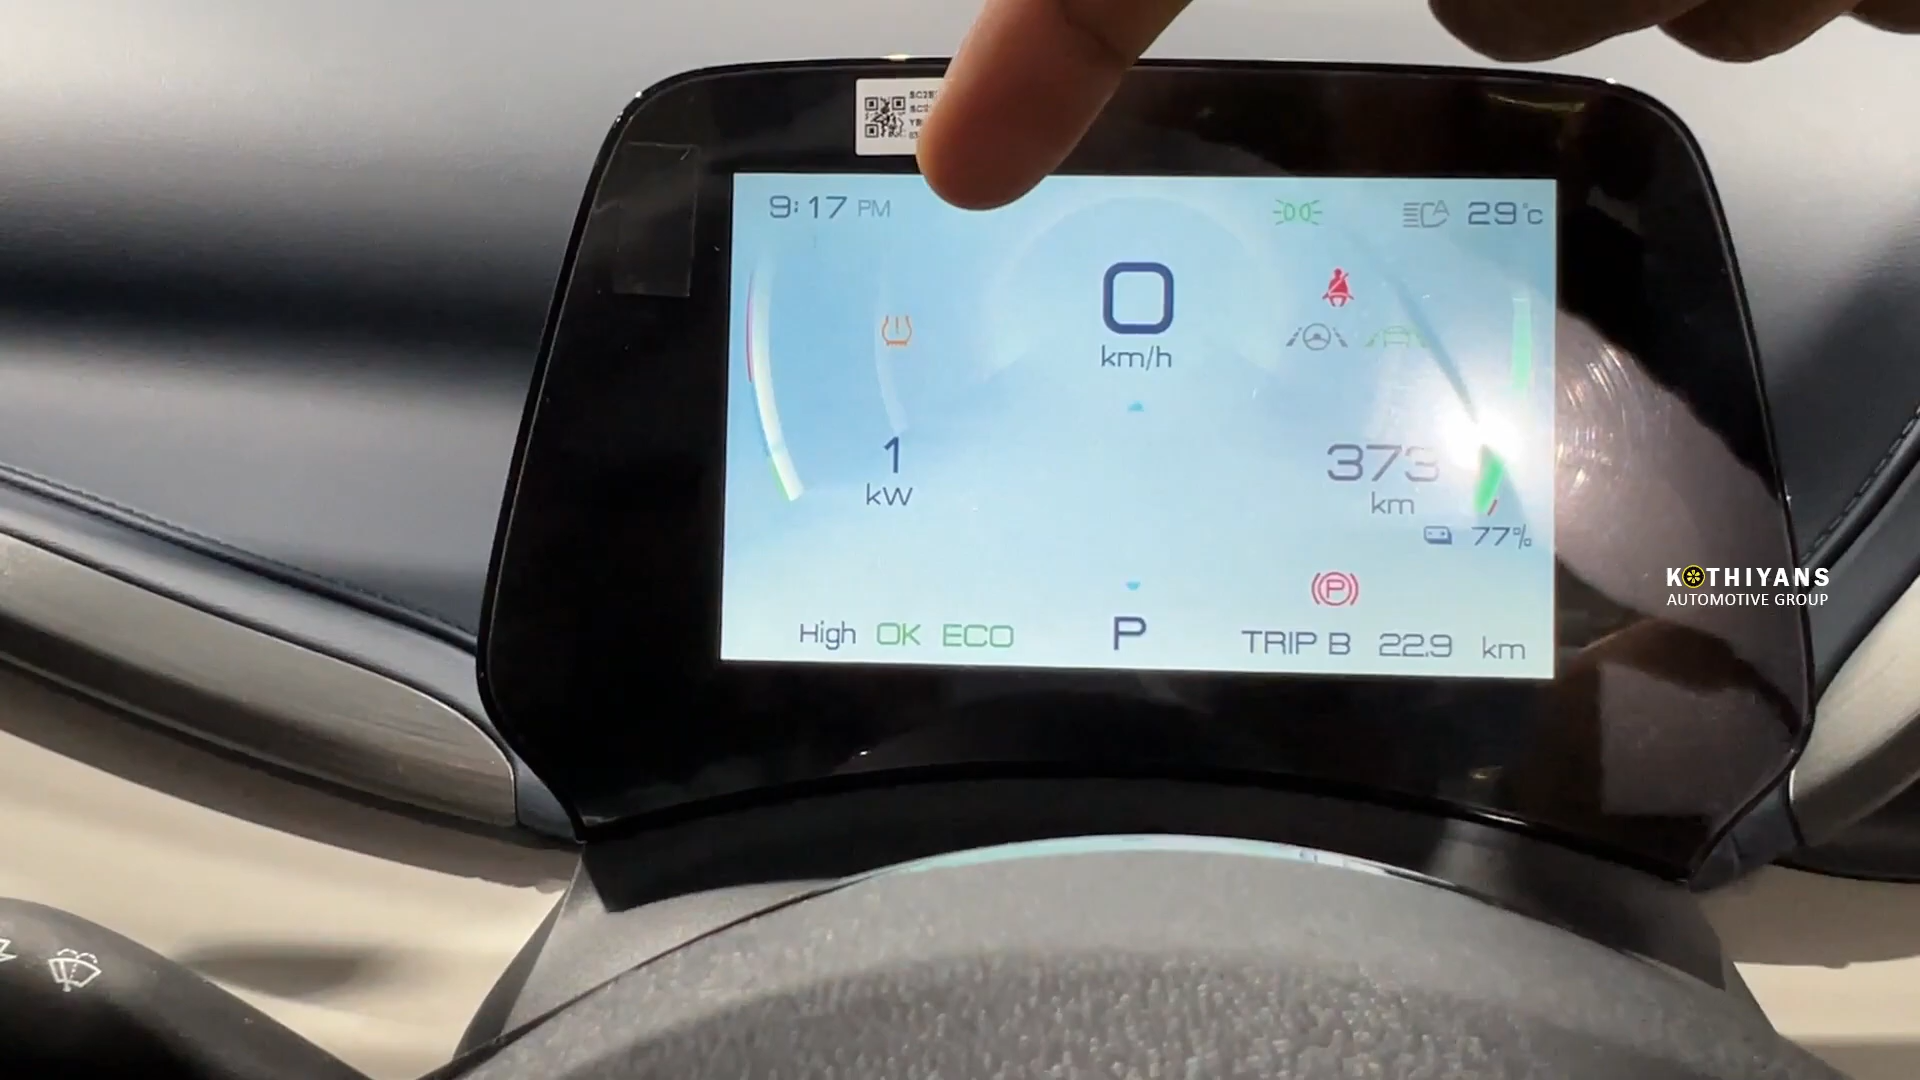 9:17 PM
29°C
0
km/h
1
kW
373
km
77%
High OK ECO
P
TRIP B 22.9 km
KOTHIYANS
AUTOMOTIVE GROUP